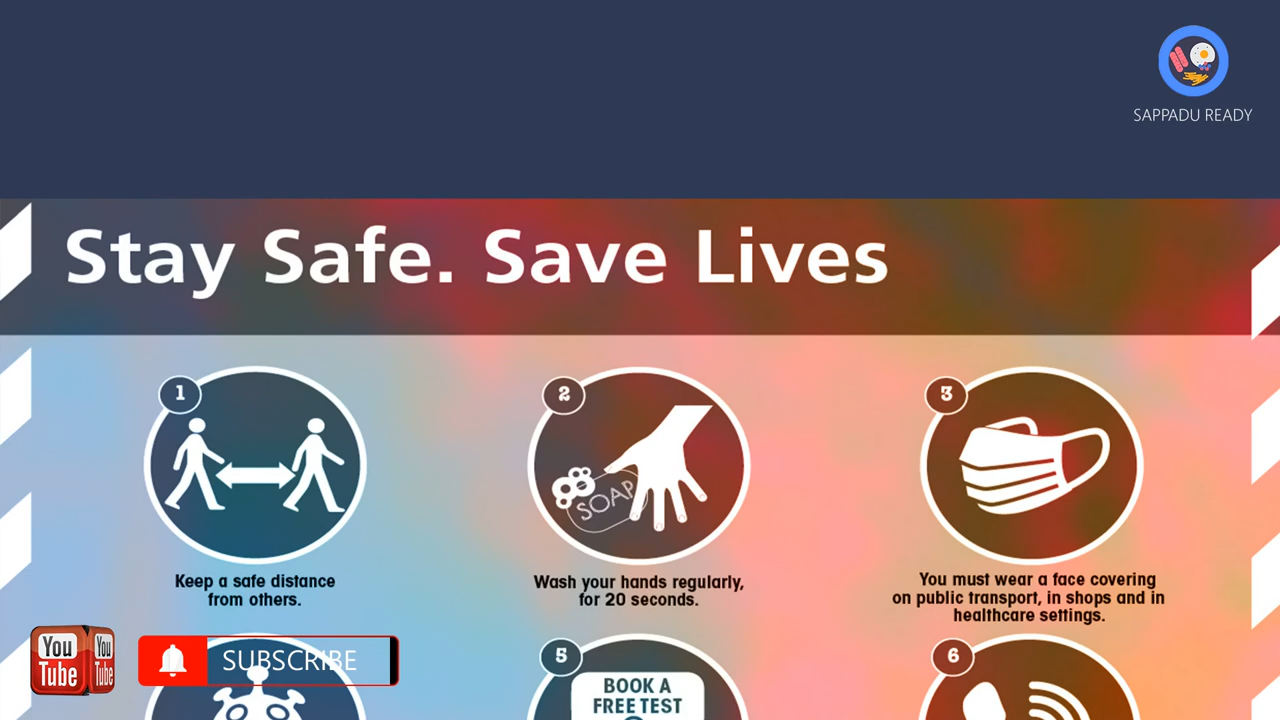 SAPPADU READY
Stay Safe. Save Lives
1
2
3
SOAP
Keep a safe distance
from others.
Wash your hands regularly,
for 20 seconds.
You must wear a face covering
on public transport, in shops and in
healthcare settings.
You
Tube
You
Tube
SUBSCRIBE
5
BOOK A
FREE TEST
6